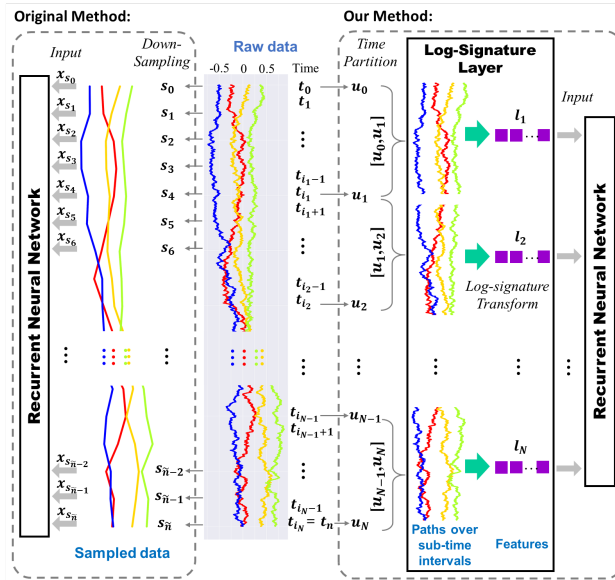 Original Method:
Our Method:
Input
Down-Sampling
Raw data
-0.5 0 0.5
Time
Time Partition
Log-Signature Layer
Input
Recurrent Neural Network
x_{s_0}
x_{s_1}
x_{s_2}
x_{s_3}
x_{s_4}
x_{s_5}
x_{s_6}
⋮
x_{s_{ñ-2}}
x_{s_{ñ-1}}
x_{s_ñ}
s_0
s_1
s_2
s_3
s_4
s_5
s_6
⋮
s_{ñ-2}
s_{ñ-1}
s_ñ
Sampled data
t_0
t_1
⋮
t_{i_1-1}
t_{i_1}
t_{i_1+1}
⋮
t_{i_2-1}
t_{i_2}
⋮
t_{i_{N-1}}
t_{i_{N-1}+1}
⋮
t_{i_N-1}
t_{i_N} = t_n
u_0
u_1
u_2
⋮
u_{N-1}
u_N
[u_0, u_1]
[u_1, u_2]
[u_{N-1}, u_N]
l_1
l_2
Log-signature Transform
⋮
l_N
Paths over sub-time intervals
Features
Recurrent Neural Network